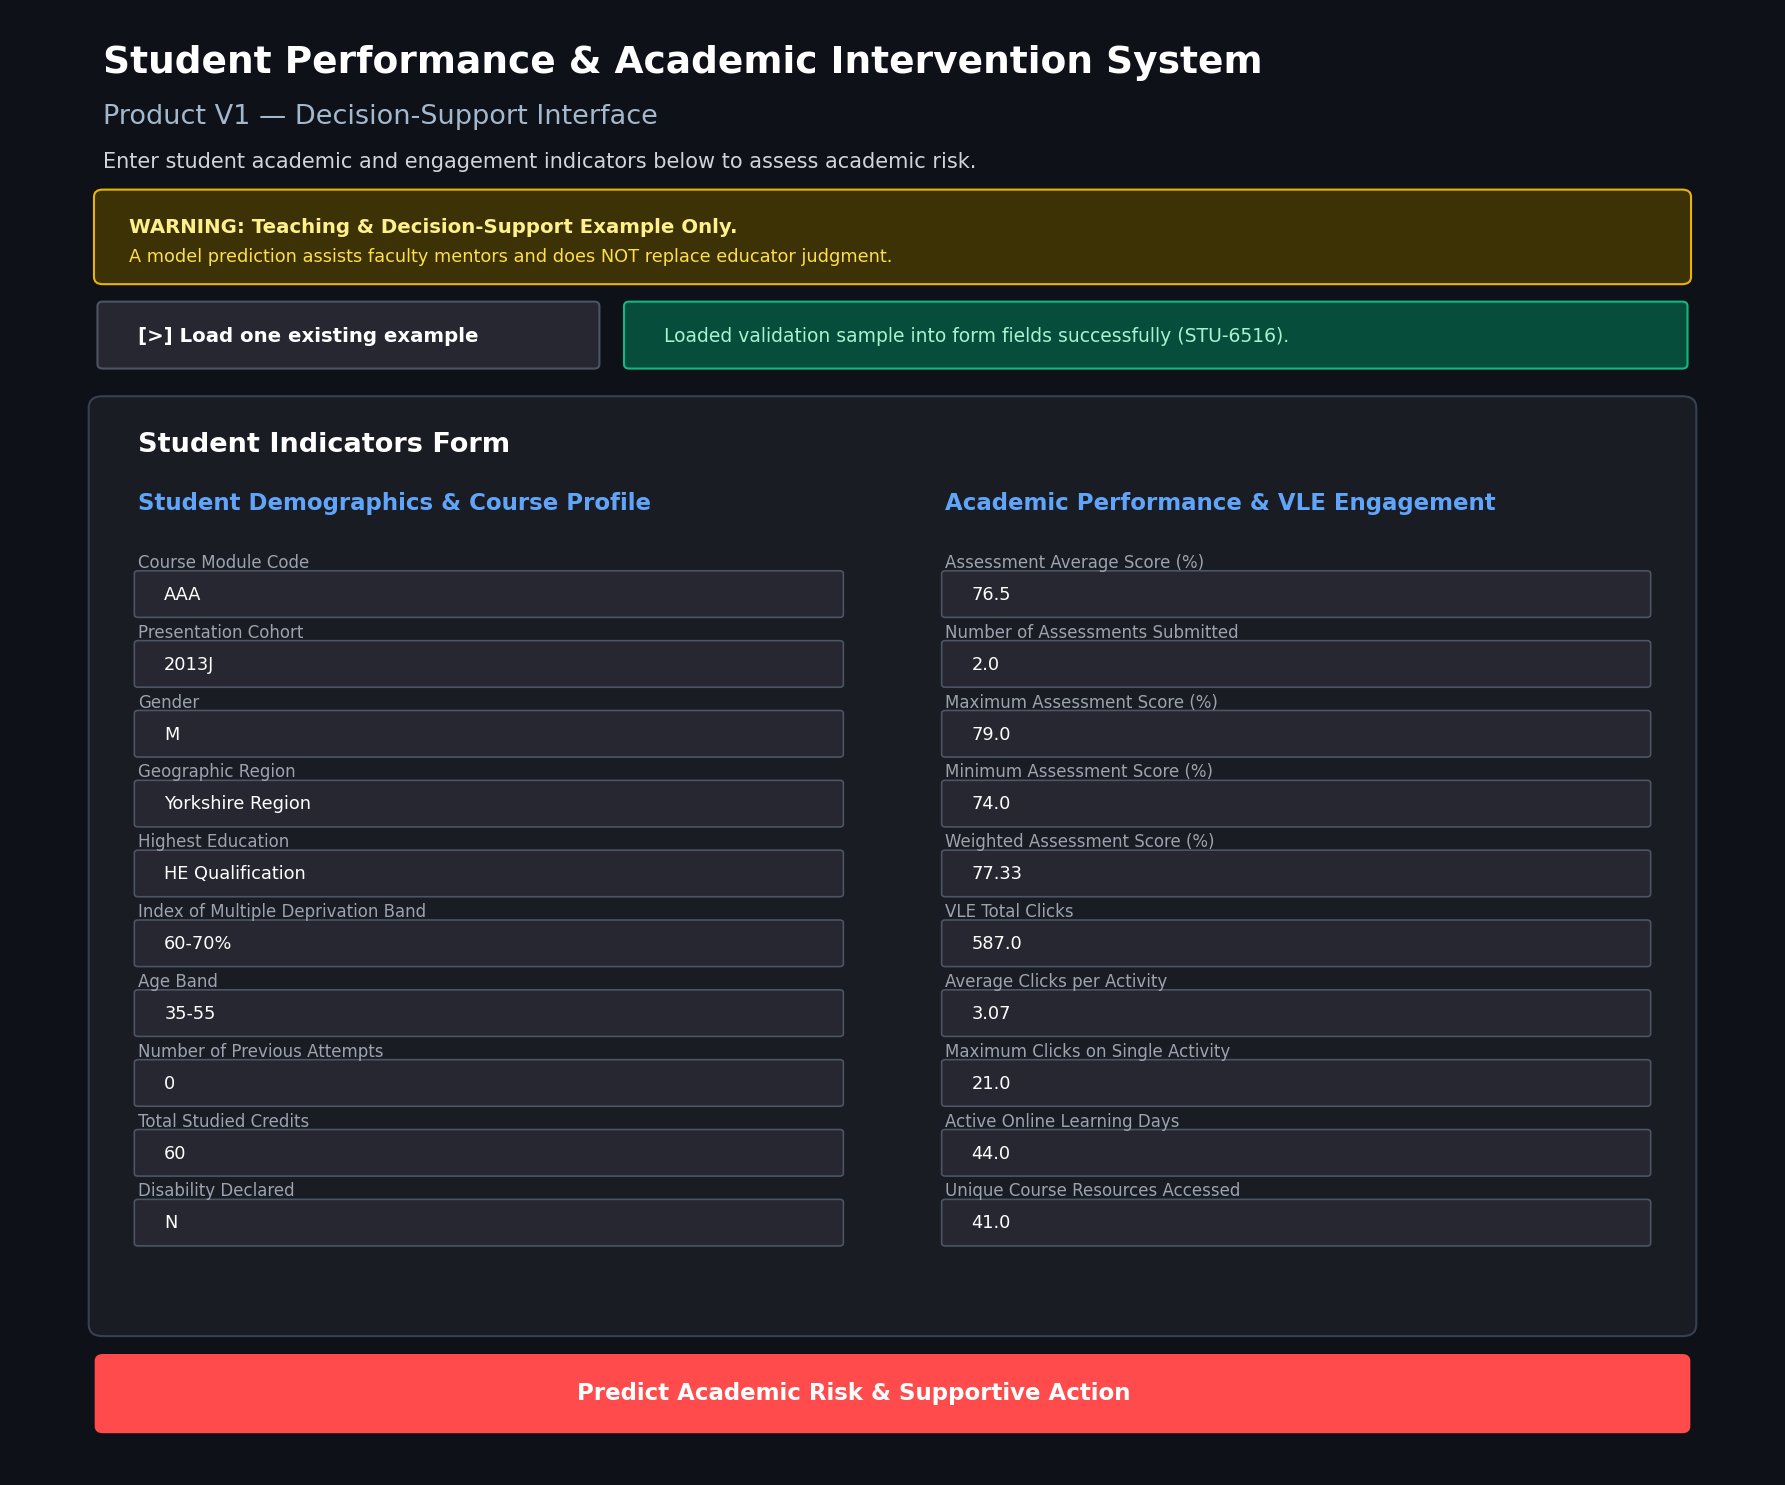 Student Performance & Academic Intervention System
Product V1 — Decision-Support Interface
Enter student academic and engagement indicators below to assess academic risk.
WARNING: Teaching & Decision-Support Example Only.
A model prediction assists faculty mentors and does NOT replace educator judgment.
[>] Load one existing example
Loaded validation sample into form fields successfully (STU-6516).
Student Indicators Form
Student Demographics & Course Profile
Course Module Code
AAA
Presentation Cohort
2013J
Gender
M
Geographic Region
Yorkshire Region
Highest Education
HE Qualification
Index of Multiple Deprivation Band
60-70%
Age Band
35-55
Number of Previous Attempts
0
Total Studied Credits
60
Disability Declared
N
Academic Performance & VLE Engagement
Assessment Average Score (%)
76.5
Number of Assessments Submitted
2.0
Maximum Assessment Score (%)
79.0
Minimum Assessment Score (%)
74.0
Weighted Assessment Score (%)
77.33
VLE Total Clicks
587.0
Average Clicks per Activity
3.07
Maximum Clicks on Single Activity
21.0
Active Online Learning Days
44.0
Unique Course Resources Accessed
41.0
Predict Academic Risk & Supportive Action